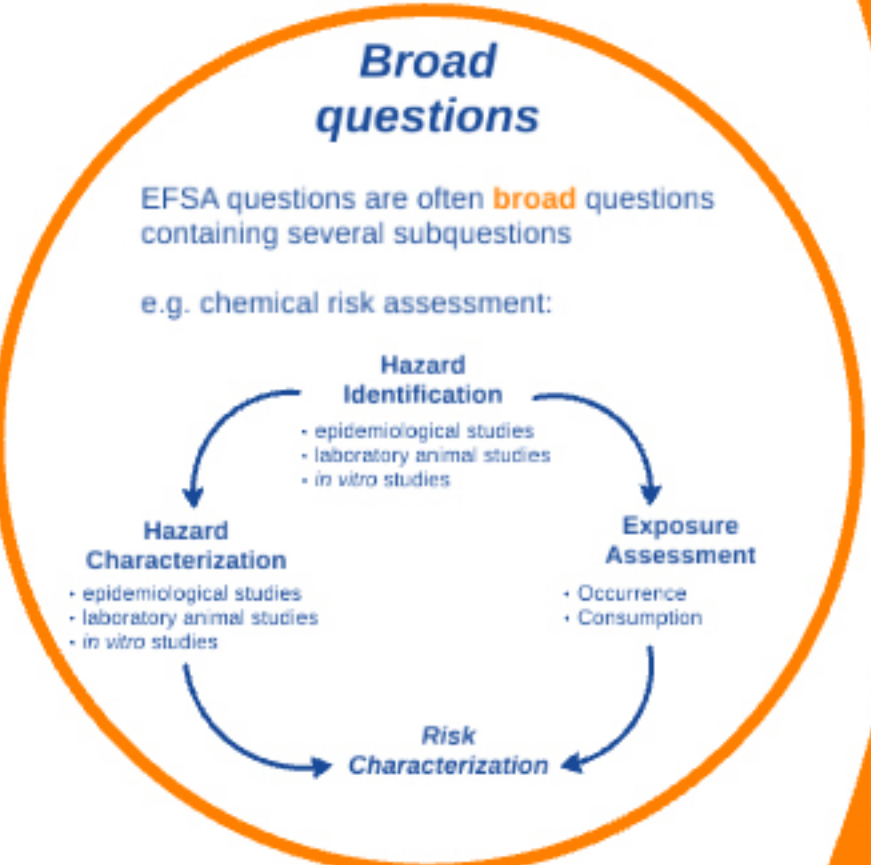 Broad
questions
EFSA questions are often broad questions
containing several subquestions
e.g. chemical risk assessment:
Hazard
Identification
• epidemiological studies
• laboratory animal studies
• in vitro studies
Hazard
Characterization
• epidemiological studies
• laboratory animal studies
• in vitro studies
Exposure
Assessment
• Occurrence
• Consumption
Risk
Characterization